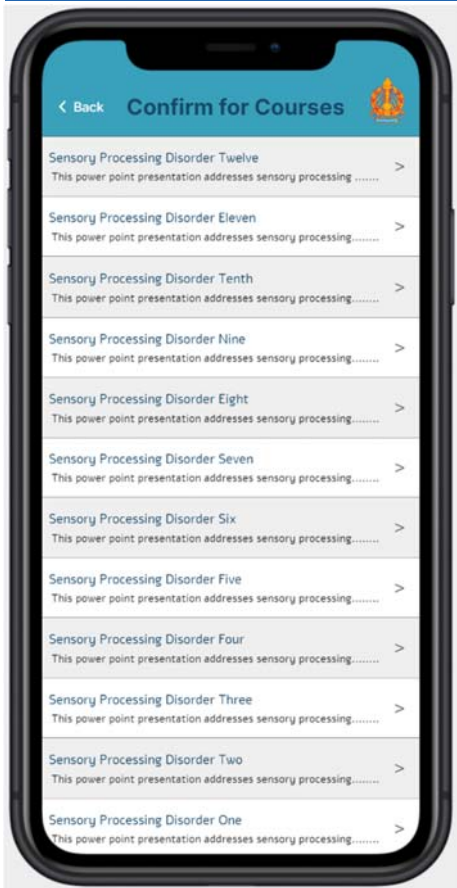 < Back Confirm for Courses
Sensory Processing Disorder Twelve
This power point presentation addresses sensory processing ....... >
Sensory Processing Disorder Eleven
This power point presentation addresses sensory processing........ >
Sensory Processing Disorder Tenth
This power point presentation addresses sensory processing........ >
Sensory Processing Disorder Nine
This power point presentation addresses sensory processing........ >
Sensory Processing Disorder Eight
This power point presentation addresses sensory processing........ >
Sensory Processing Disorder Seven
This power point presentation addresses sensory processing........ >
Sensory Processing Disorder Six
This power point presentation addresses sensory processing........ >
Sensory Processing Disorder Five
This power point presentation addresses sensory processing........ >
Sensory Processing Disorder Four
This power point presentation addresses sensory processing........ >
Sensory Processing Disorder Three
This power point presentation addresses sensory processing........ >
Sensory Processing Disorder Two
This power point presentation addresses sensory processing........ >
Sensory Processing Disorder One
This power point presentation addresses sensory processing........ >